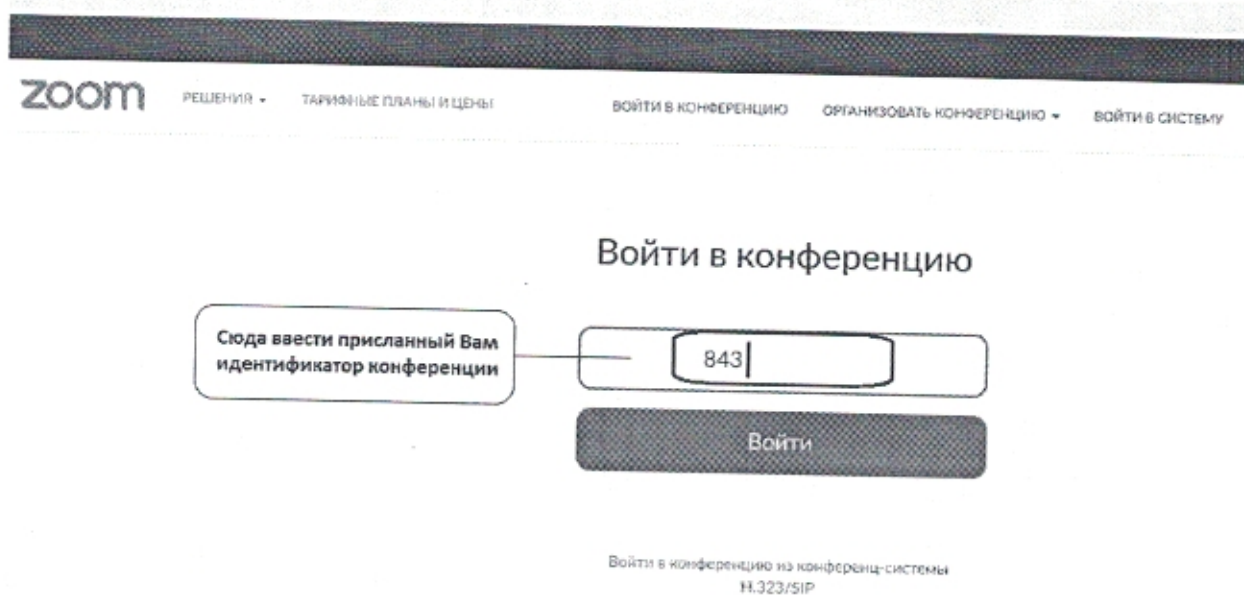 zoom
РЕШЕНИЯ
ТАРИФНЫЕ ПЛАНЫ И ЦЕНЫ
ВОЙТИ В КОНФЕРЕНЦИЮ
ОРГАНИЗОВАТЬ КОНФЕРЕНЦИЮ
ВОЙТИ В СИСТЕМУ
Войти в конференцию
Сюда ввести присланный Вам
идентификатор конференции
843
Войти
Войти в конференцию из конференц-системы
H.323/SIP